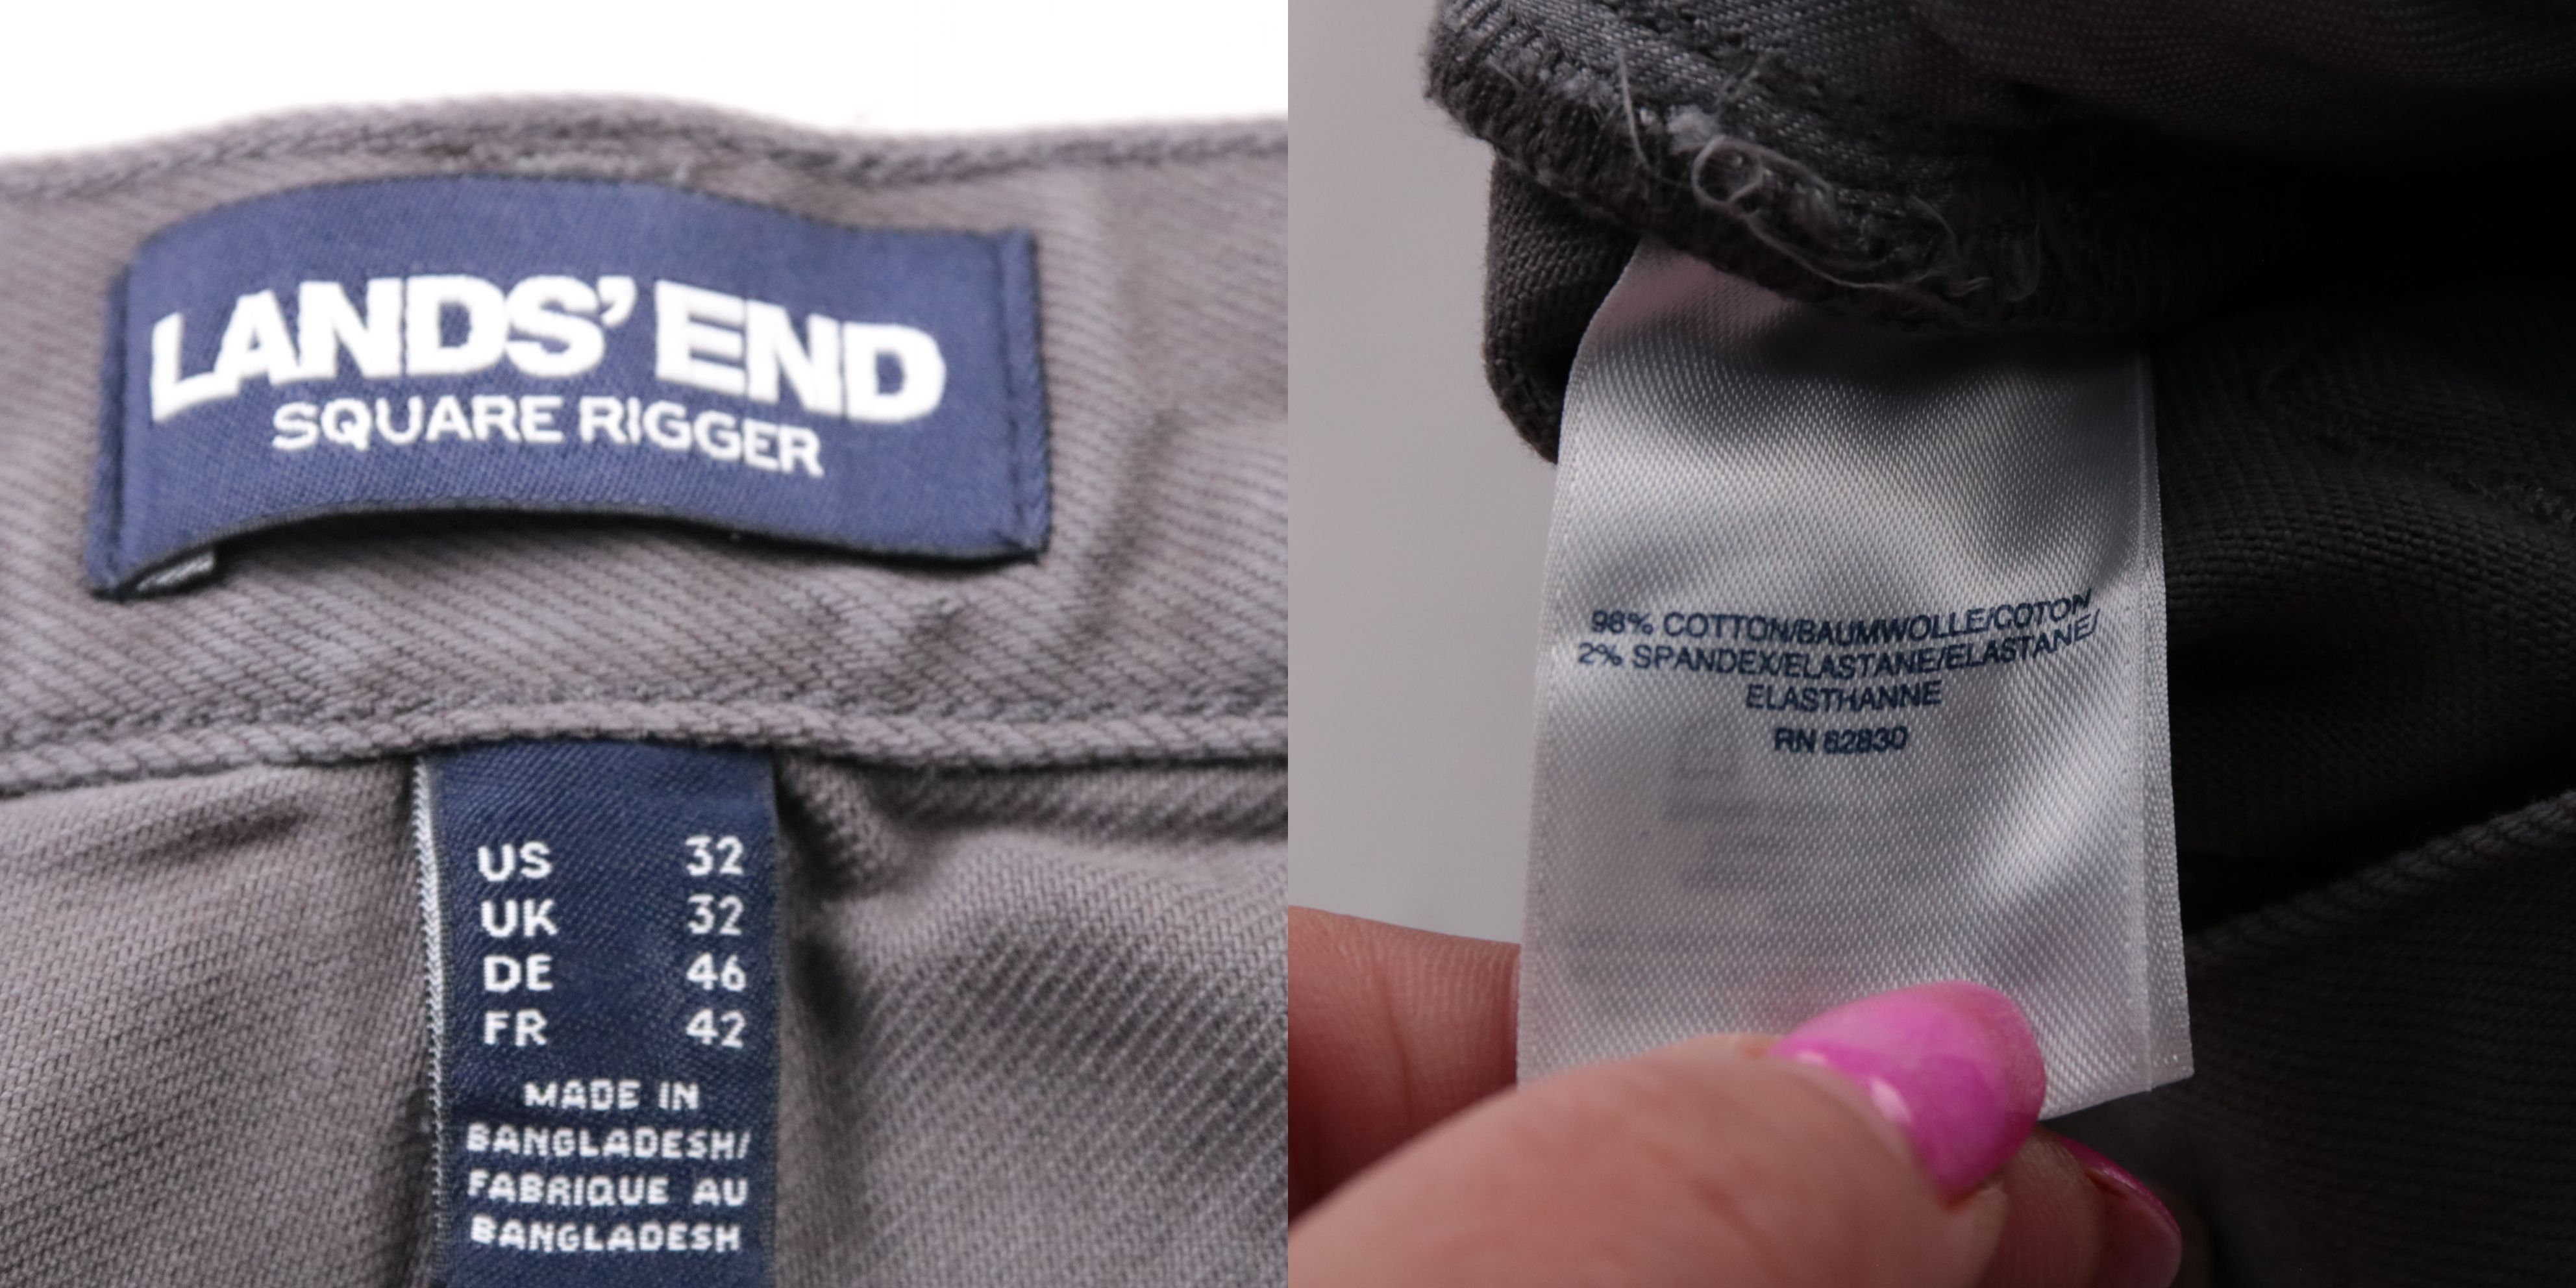 LANDS' END
SQUARE RIGGER
US 32
UK 32
DE 46
FR 42
MADE IN
BANGLADESH/
FABRIQUE AU
BANGLADESH
98% COTTON/BAUMWOLLE/COTON
2% SPANDEX/ELASTANE/ELASTANE/
ELASTHANNE
RN 82830